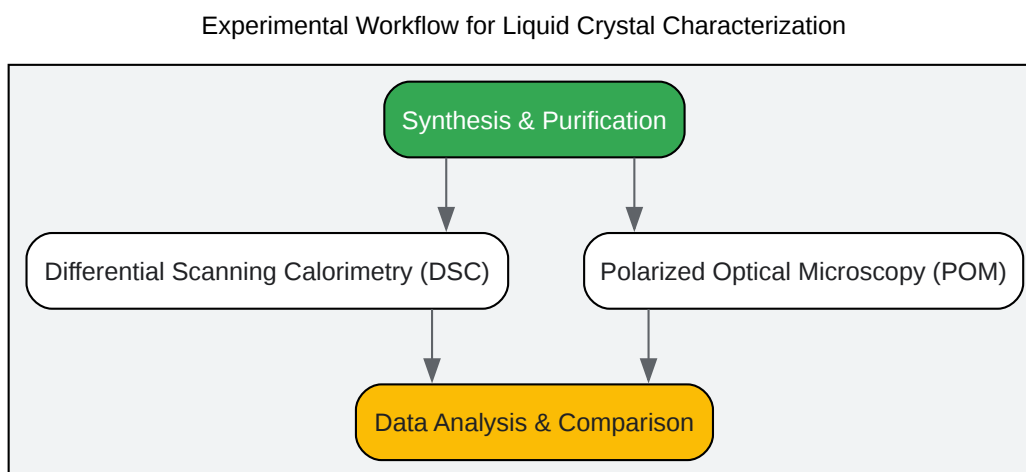 Experimental Workflow for Liquid Crystal Characterization
Synthesis & Purification
Differential Scanning Calorimetry (DSC)
Polarized Optical Microscopy (POM)
Data Analysis & Comparison